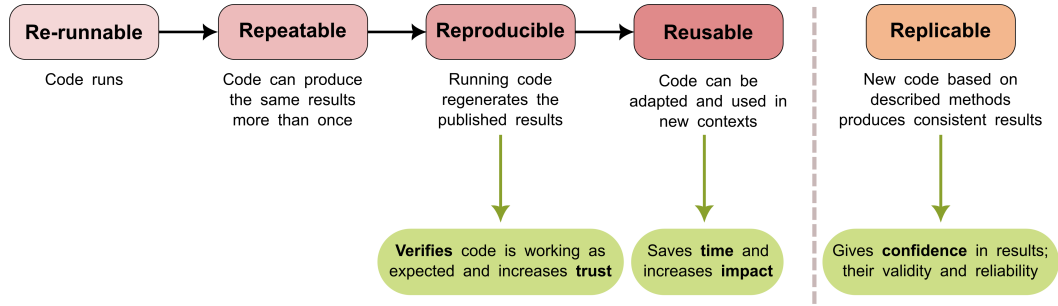 Re-runnable
Repeatable
Reproducible
Reusable
Replicable
Code runs
Code can produce
the same results
more than once
Running code
regenerates the
published results
Code can be
adapted and used in
new contexts
New code based on
described methods
produces consistent results
Verifies code is working as
expected and increases trust
Saves time and
increases impact
Gives confidence in results;
their validity and reliability